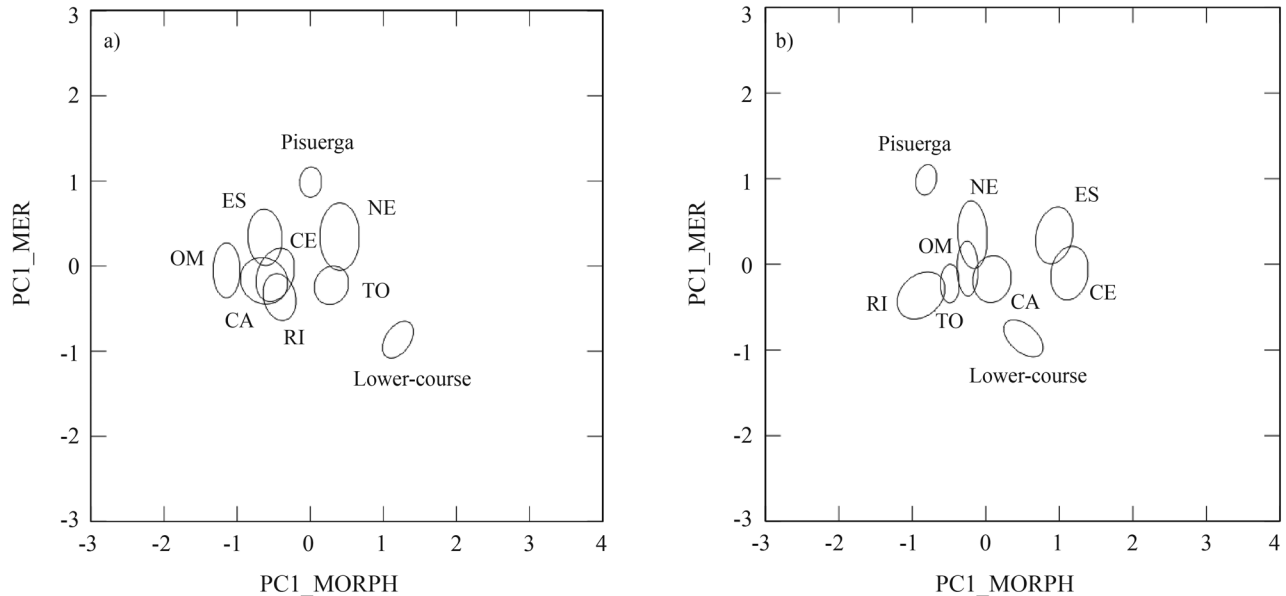 a)
3
2
1
0
-1
-2
-3
PC1_MER
Pisuerga
ES
NE
CE
OM
TO
CA
RI
Lower-course
-3 -2 -1 0 1 2 3 4
PC1_MORPH
b)
3
2
1
0
-1
-2
-3
PC1_MER
Pisuerga
NE
ES
OM
RI
TO
CA
CE
Lower-course
-3 -2 -1 0 1 2 3 4
PC1_MORPH